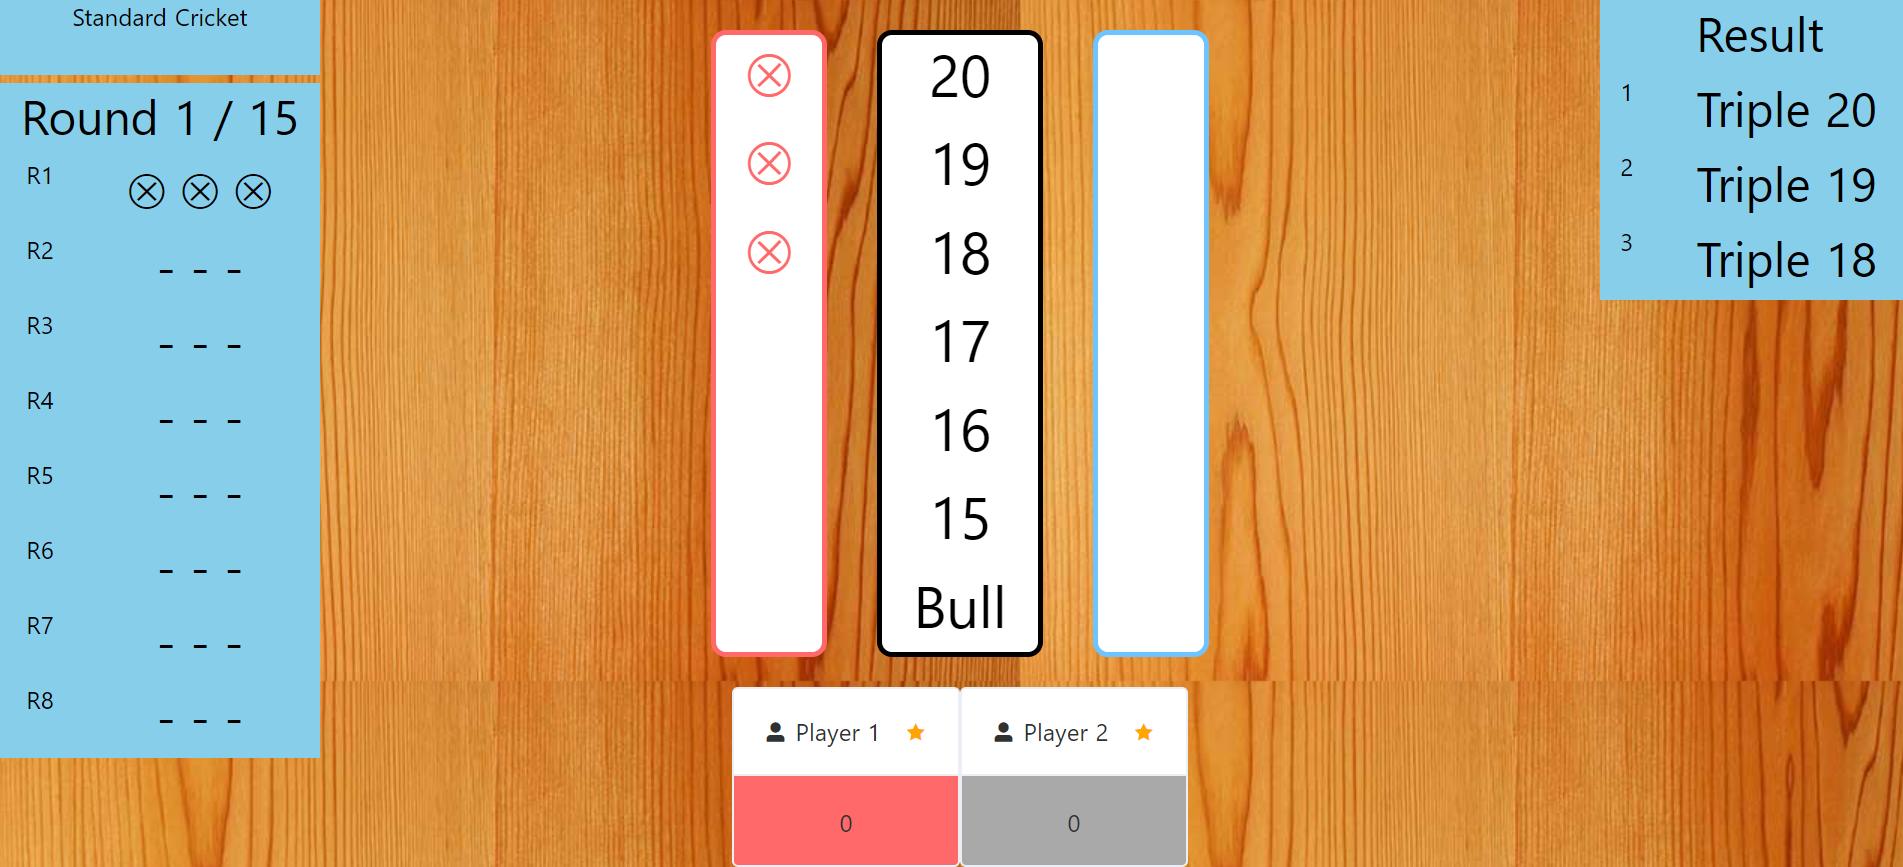 Standard Cricket
Round 1 / 15
R1
R2 - - -
R3 - - -
R4 - - -
R5 - - -
R6 - - -
R7 - - -
R8 - - -
20
19
18
17
16
15
Bull
Player 1
0
Player 2
0
Result
1 Triple 20
2 Triple 19
3 Triple 18